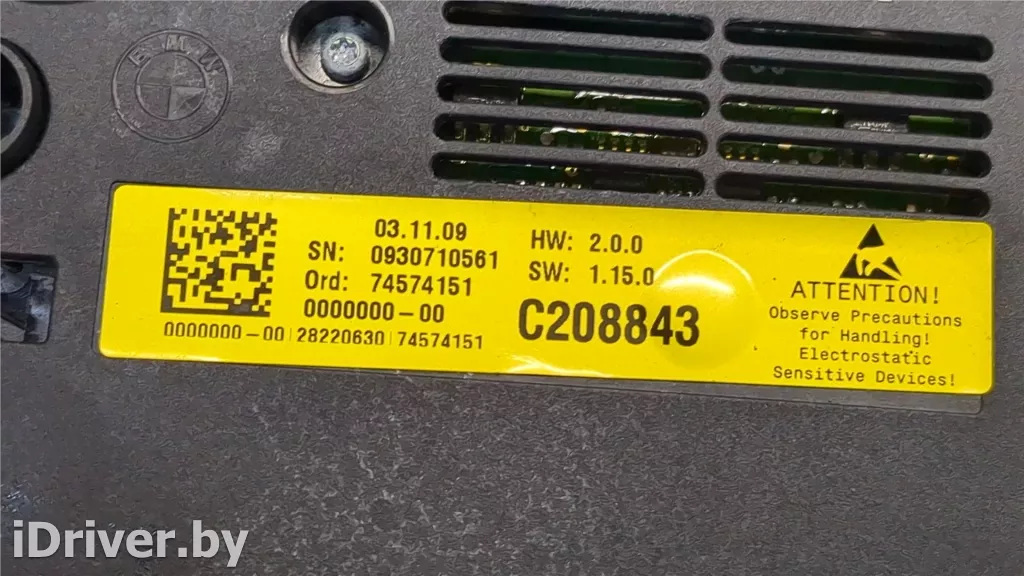 BMW
03.11.09
SN: 0930710561
Ord: 74574151
0000000-00
0000000-00|28220630|74574151
HW: 2.0.0
SW: 1.15.0
C208843
ATTENTION!
Observe Precautions
for Handling!
Electrostatic
Sensitive Devices!
iDriver.by